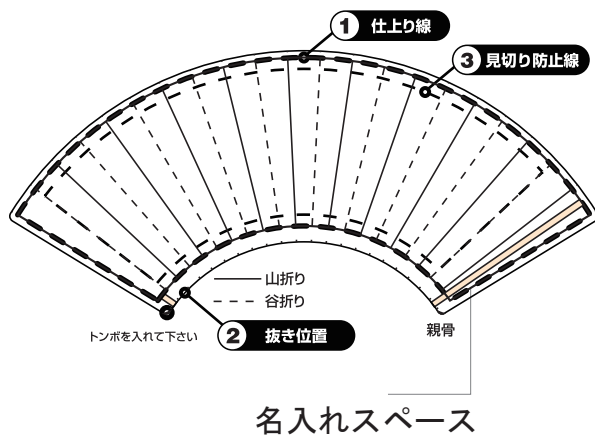 1 仕上り線
3 見切り防止線
山折り
谷折り
2 抜き位置
トンボを入れて下さい
親骨
名入れスペース